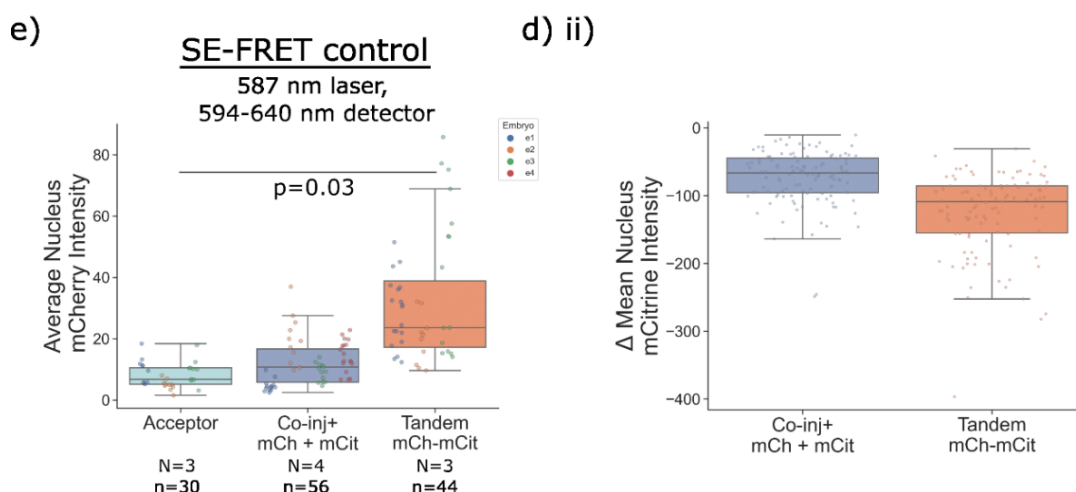 e)
SE-FRET control
587 nm laser,
594-640 nm detector
Embryo
e1
e2
e3
e4
80
60
40
20
0
Average Nucleus
mCherry Intensity
p=0.03
Acceptor
Co-inj+
mCh + mCit
Tandem
mCh-mCit
N=3
N=4
N=3
n=30
n=56
n=44
d) ii)
0
−100
−200
−300
−400
Δ Mean Nucleus
mCitrine Intensity
Co-inj+
mCh + mCit
Tandem
mCh-mCit